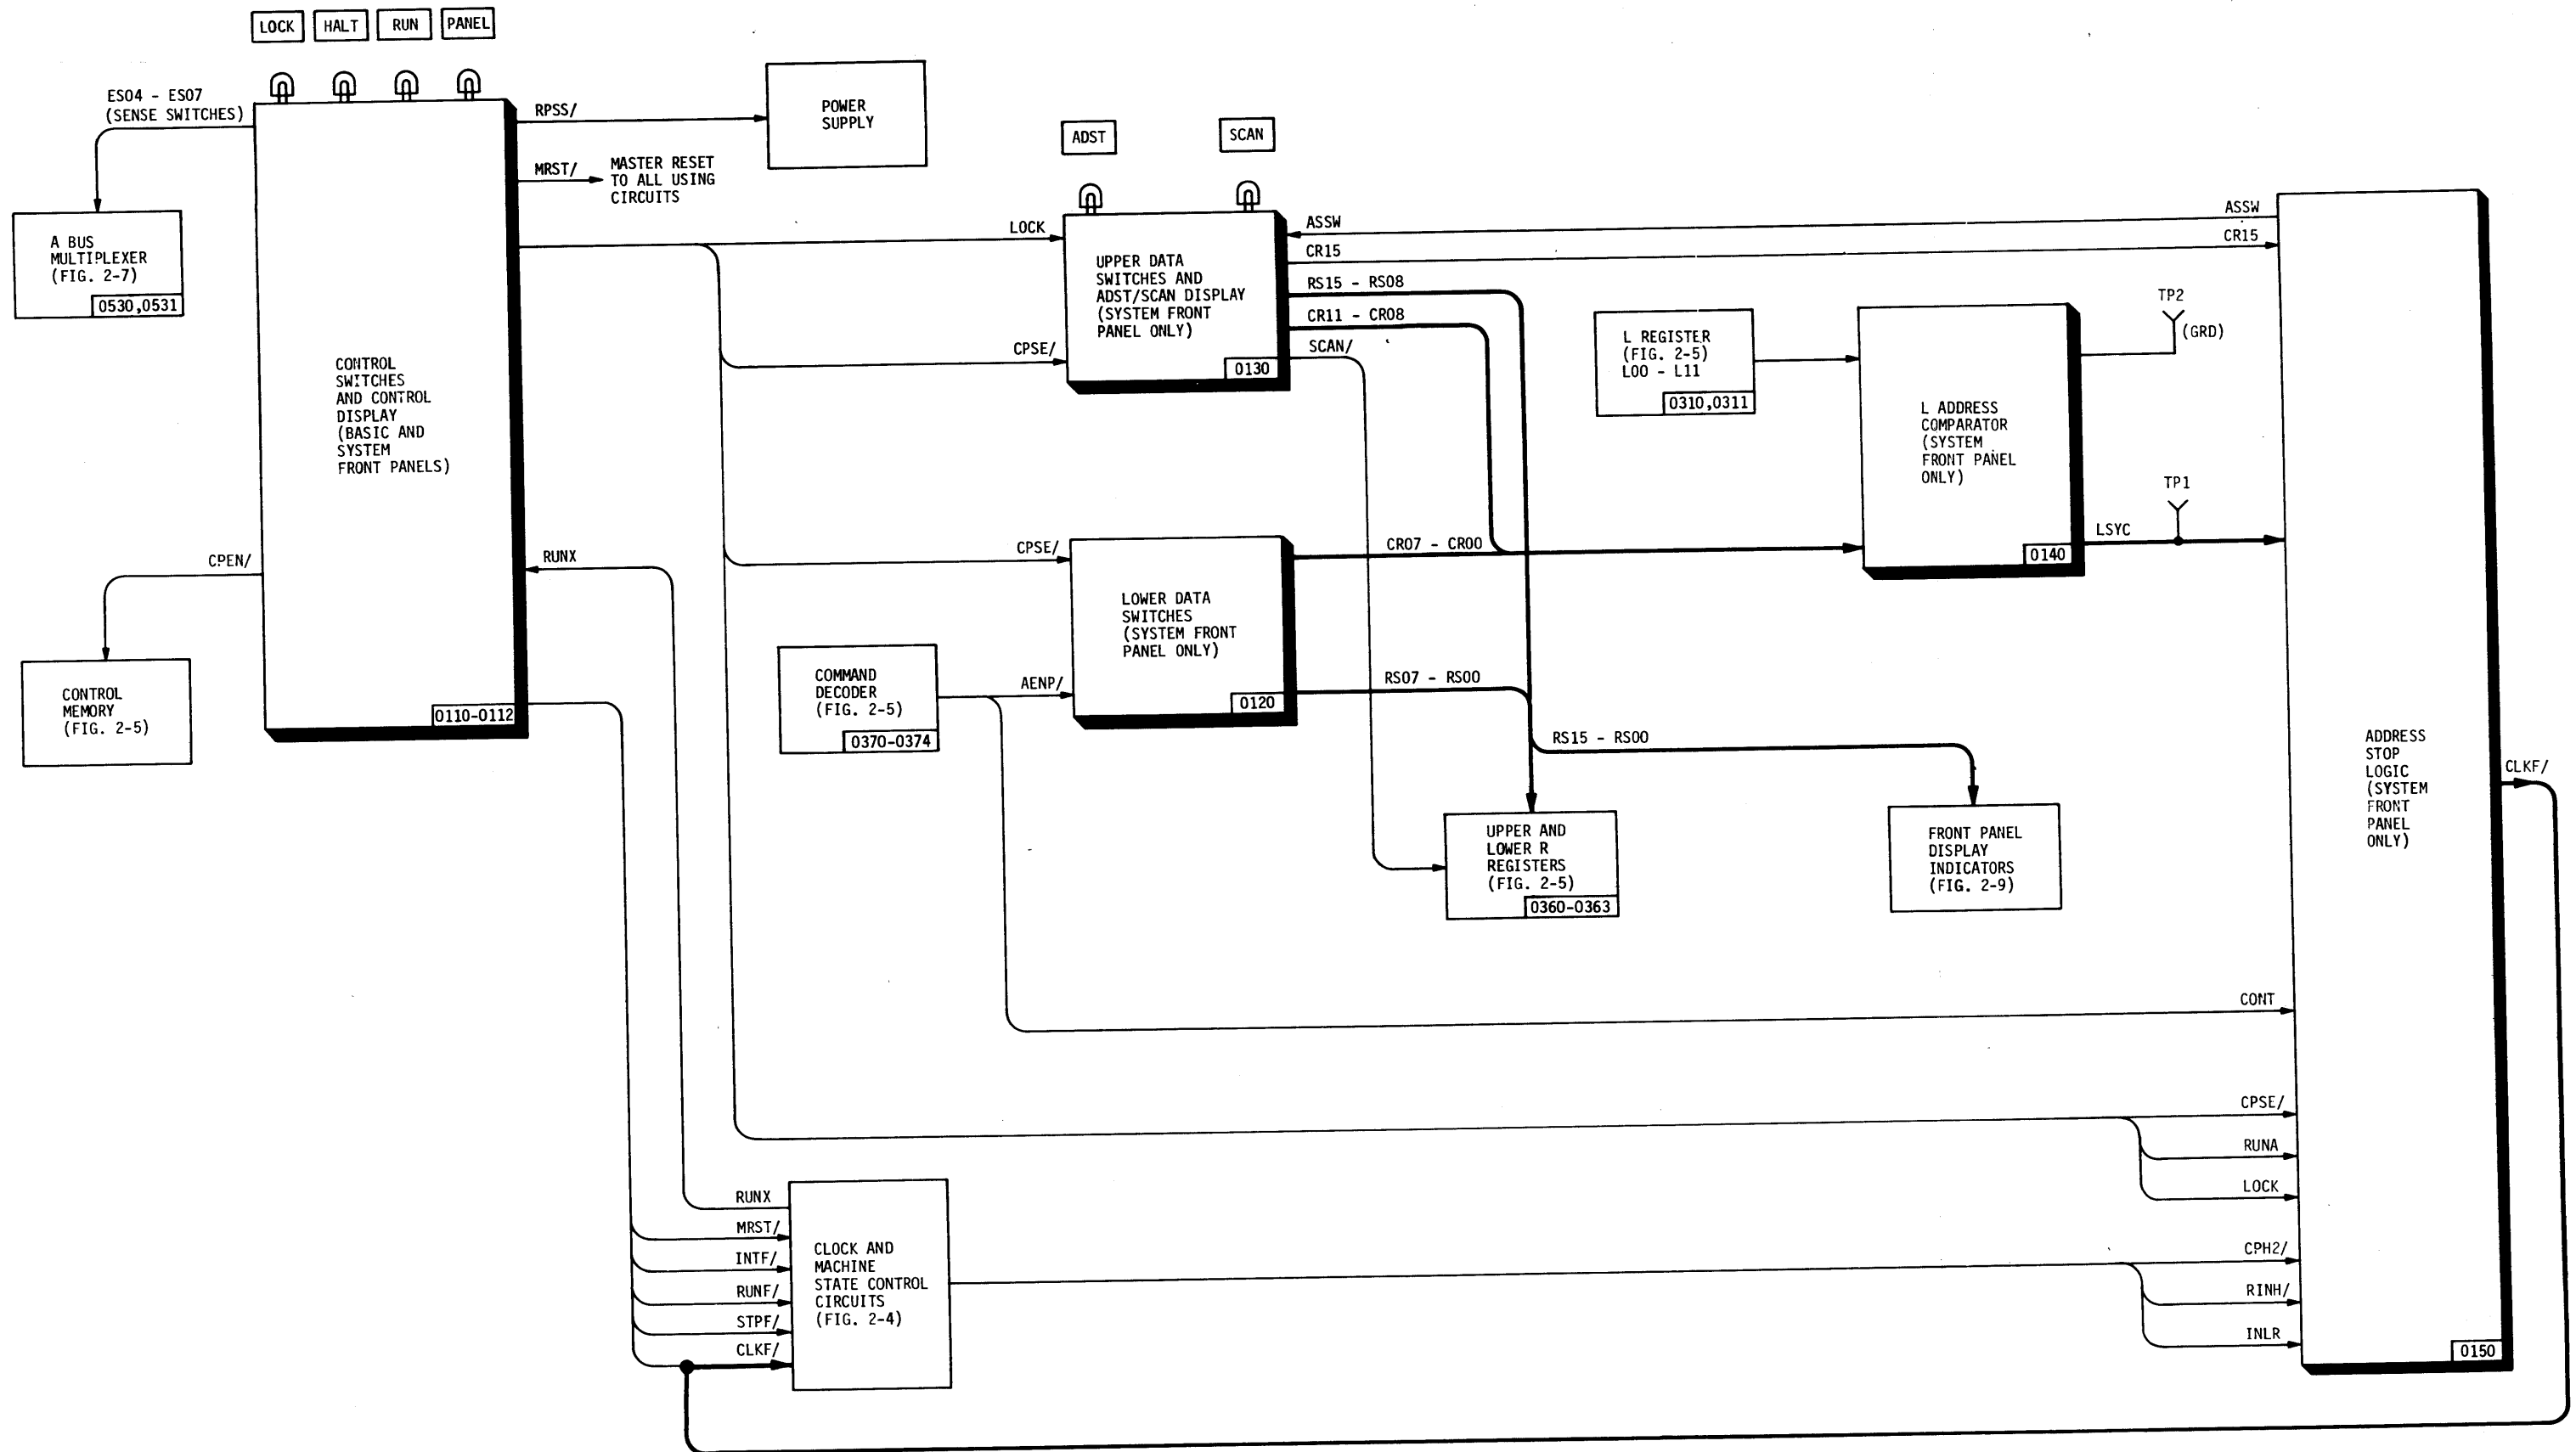 LOCK
HALT
RUN
PANEL
ES04 - ES07
(SENSE SWITCHES)
A BUS
MULTIPLEXER
(FIG. 2-7)
0530,0531
CONTROL
SWITCHES
AND CONTROL
DISPLAY
(BASIC AND
SYSTEM
FRONT PANELS)
0110-0112
CPEN/
CONTROL
MEMORY
(FIG. 2-5)
RPSS/
POWER
SUPPLY
MRST/
MASTER RESET
TO ALL USING
CIRCUITS
RUNX
ADST
SCAN
LOCK
CPSE/
UPPER DATA
SWITCHES AND
ADST/SCAN DISPLAY
(SYSTEM FRONT
PANEL ONLY)
0130
ASSW
CR15
RS15 - RS08
CR11 - CR08
SCAN/
ASSW
CR15
L REGISTER
(FIG. 2-5)
L00 - L11
0310,0311
L ADDRESS
COMPARATOR
(SYSTEM
FRONT PANEL
ONLY)
0140
TP2
(GRD)
TP1
LSYC
CPSE/
LOWER DATA
SWITCHES
(SYSTEM FRONT
PANEL ONLY)
0120
CR07 - CR00
RS07 - RS00
COMMAND
DECODER
(FIG. 2-5)
0370-0374
AENP/
RS15 - RS00
UPPER AND
LOWER R
REGISTERS
(FIG. 2-5)
0360-0363
FRONT PANEL
DISPLAY
INDICATORS
(FIG. 2-9)
ADDRESS
STOP
LOGIC
(SYSTEM
FRONT
PANEL
ONLY)
0150
CLKF/
CONT
CPSE/
RUNA
LOCK
CPH2/
RINH/
INLR
RUNX
MRST/
INTF/
RUNF/
STPF/
CLKF/
CLOCK AND
MACHINE
STATE CONTROL
CIRCUITS
(FIG. 2-4)